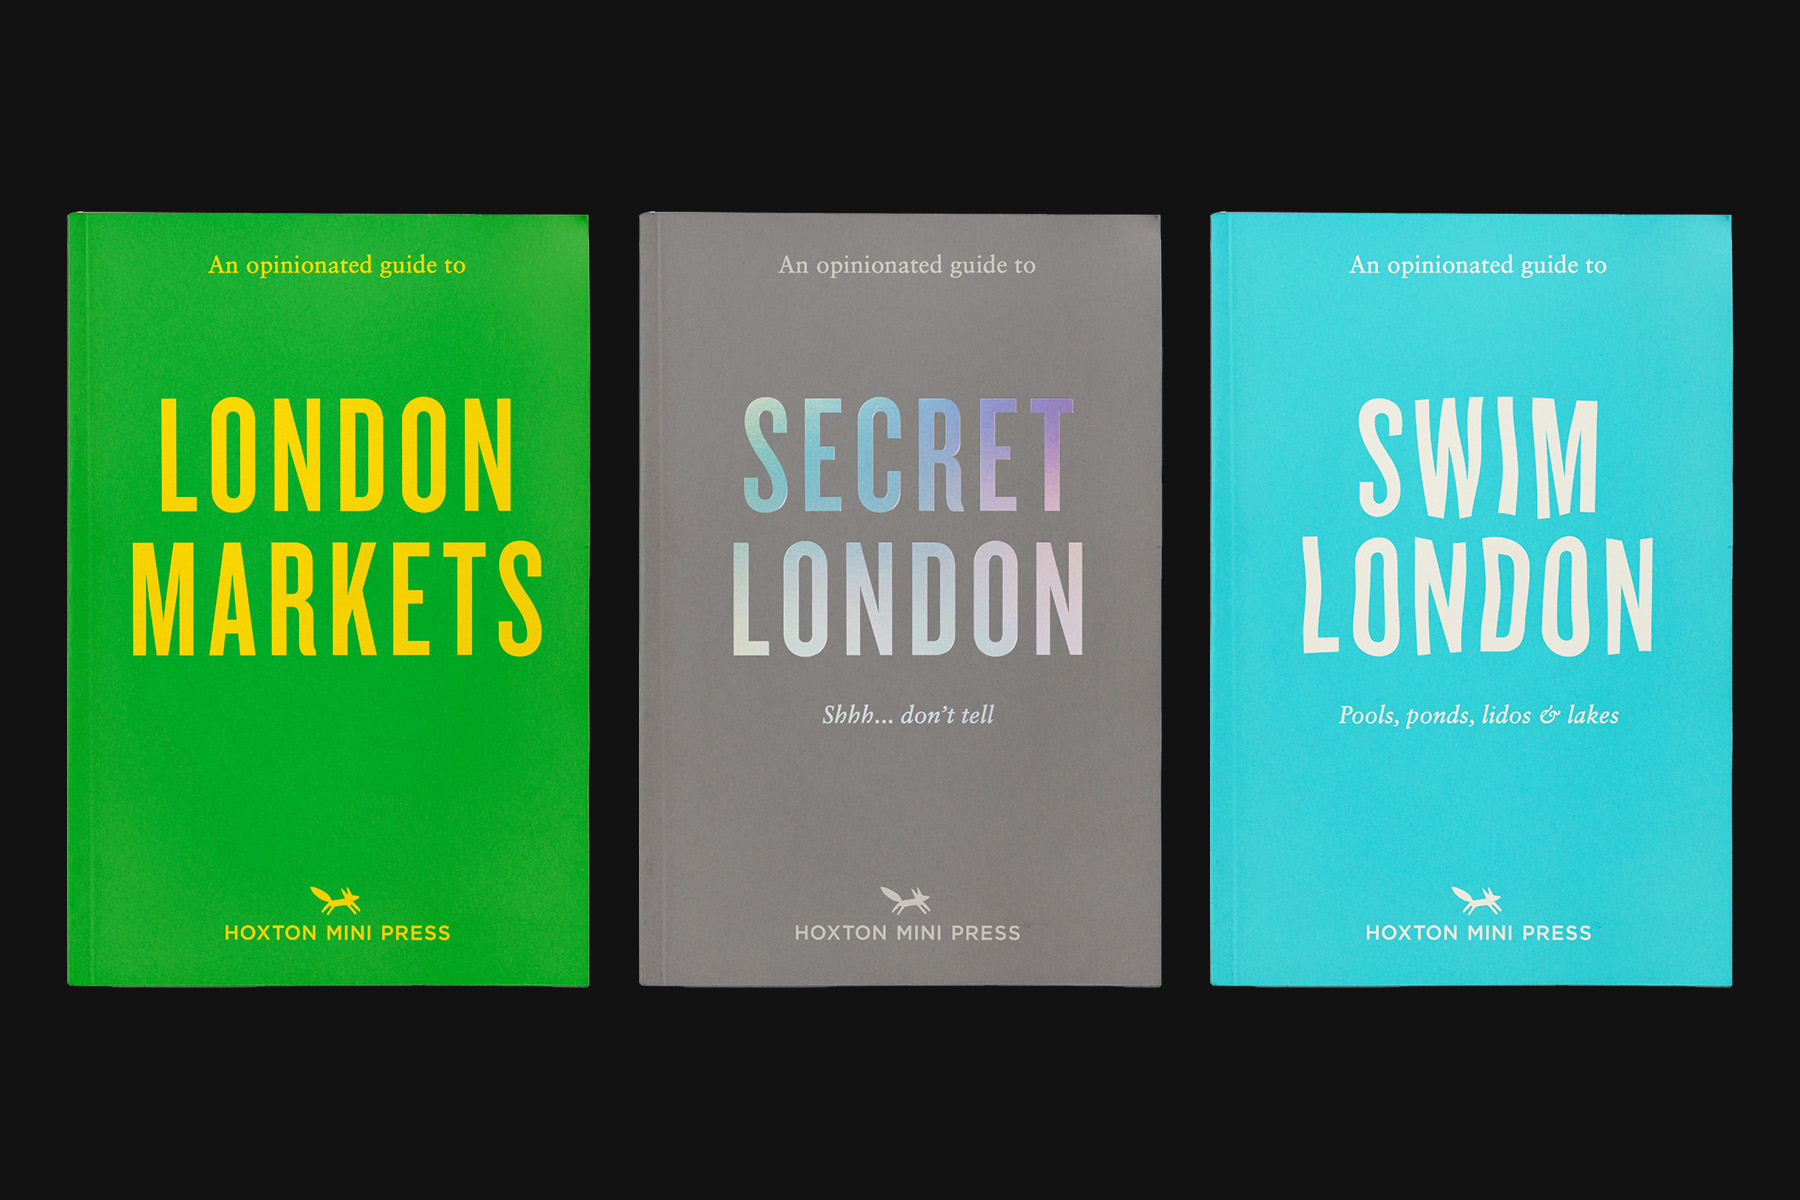 An opinionated guide to
LONDON
MARKETS
HOXTON MINI PRESS
An opinionated guide to
SECRET
LONDON
Shhh... don't tell
HOXTON MINI PRESS
An opinionated guide to
SWIM
LONDON
Pools, ponds, lidos & lakes
HOXTON MINI PRESS